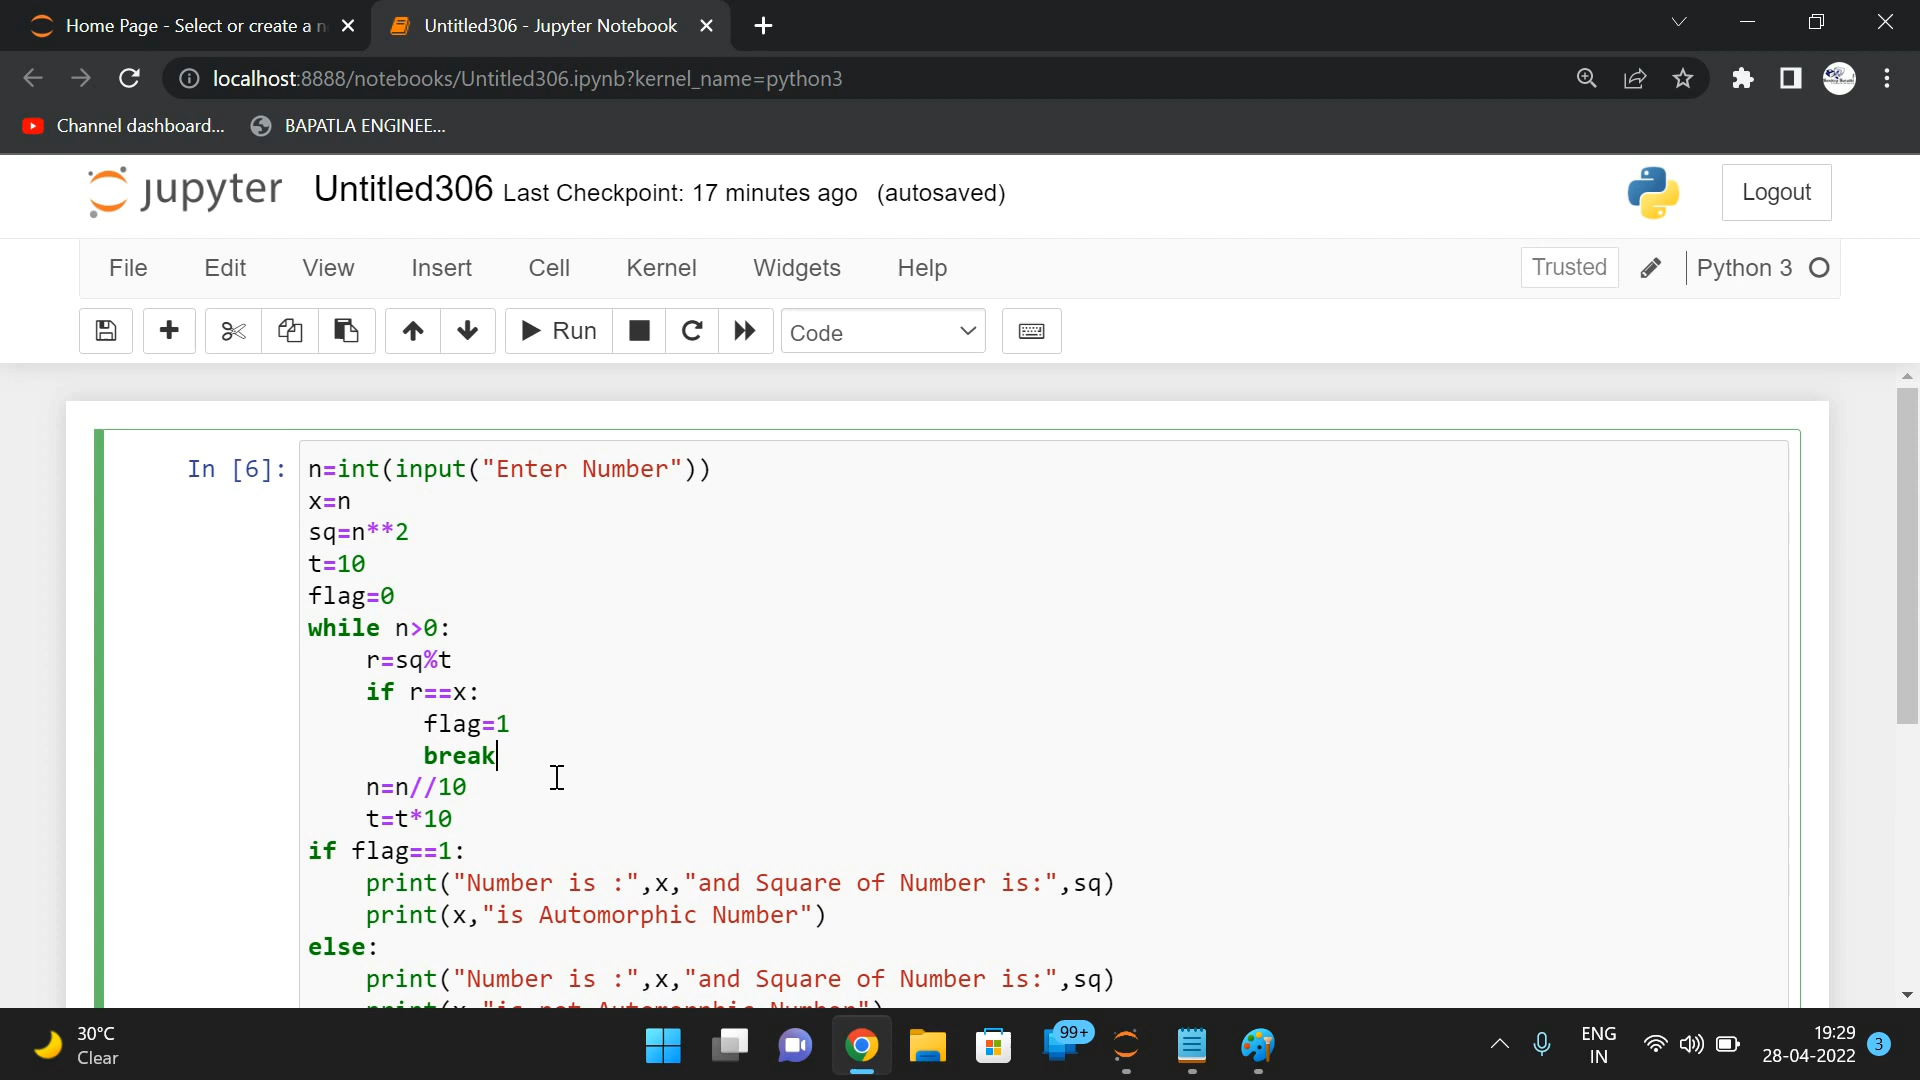 Home Page - Select or create a n
Untitled306 - Jupyter Notebook
localhost:8888/notebooks/Untitled306.ipynb?kernel_name=python3
Channel dashboard...
BAPATLA ENGINEE...
jupyter
Untitled306 Last Checkpoint: 17 minutes ago (autosaved)
Logout
File Edit View Insert Cell Kernel Widgets Help
Trusted
Python 3
Run
Code
In [6]:
n=int(input("Enter Number"))
x=n
sq=n**2
t=10
flag=0
while n>0:
    r=sq%t
    if r==x:
        flag=1
        break
    n=n//10
    t=t*10
if flag==1:
    print("Number is :",x,"and Square of Number is:",sq)
    print(x,"is Automorphic Number")
else:
    print("Number is :",x,"and Square of Number is:",sq)
    print(x,"is not Automorphic Number")
30°C
Clear
99+
ENG
IN
19:29
28-04-2022
3